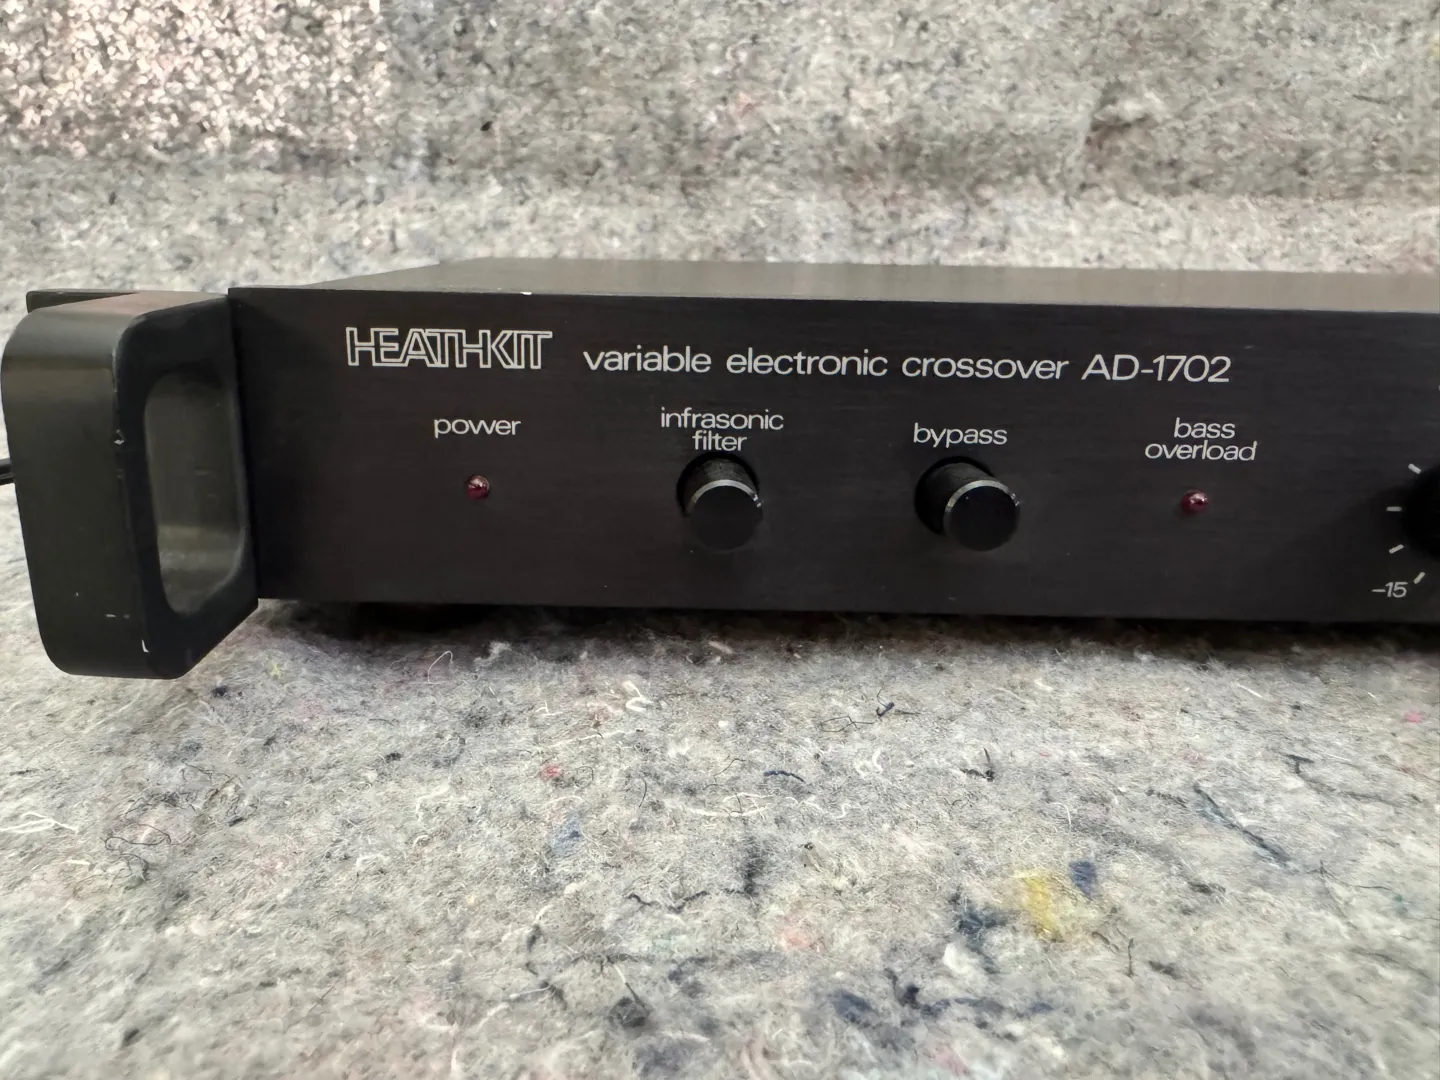 HEATHKIT variable electronic crossover AD-1702
power
infrasonic
filter
bypass
bass
overload
-15